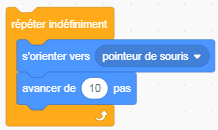 répéter indéfiniment
s'orienter vers pointeur de souris
avancer de 10 pas